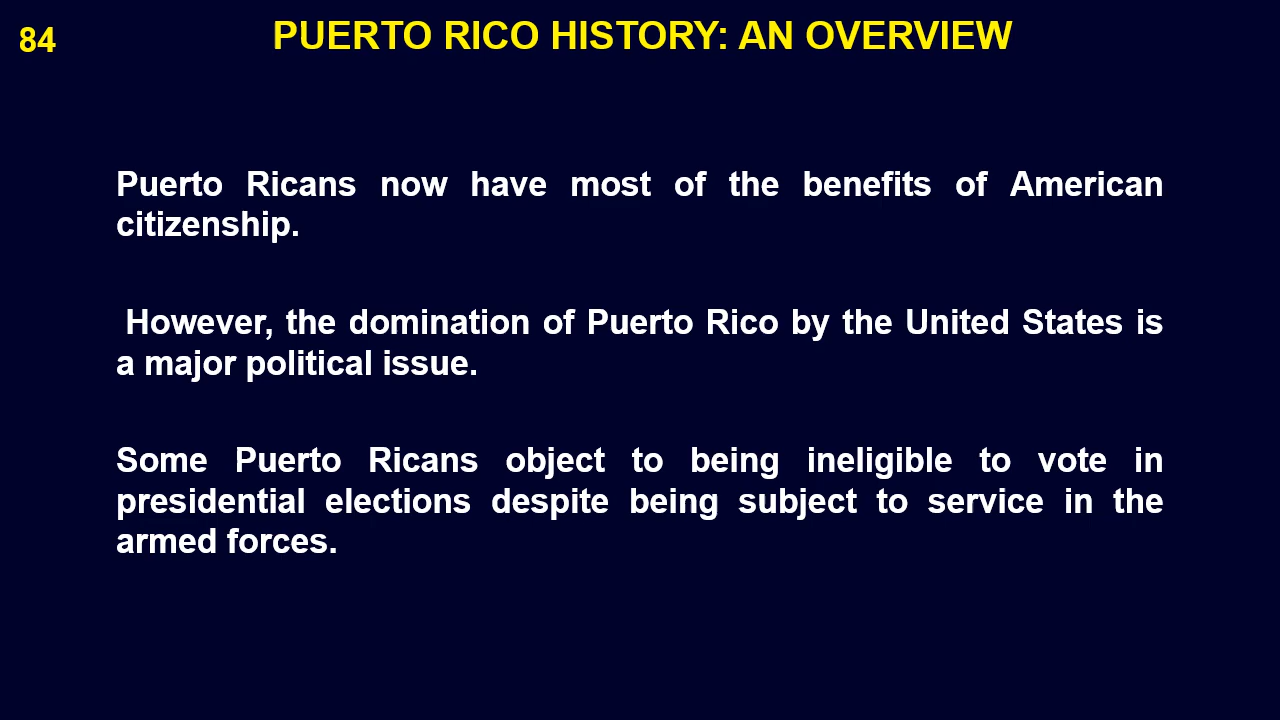 84
PUERTO RICO HISTORY: AN OVERVIEW
Puerto Ricans now have most of the benefits of American
citizenship.
However, the domination of Puerto Rico by the United States is
a major political issue.
Some Puerto Ricans object to being ineligible to vote in
presidential elections despite being subject to service in the
armed forces.